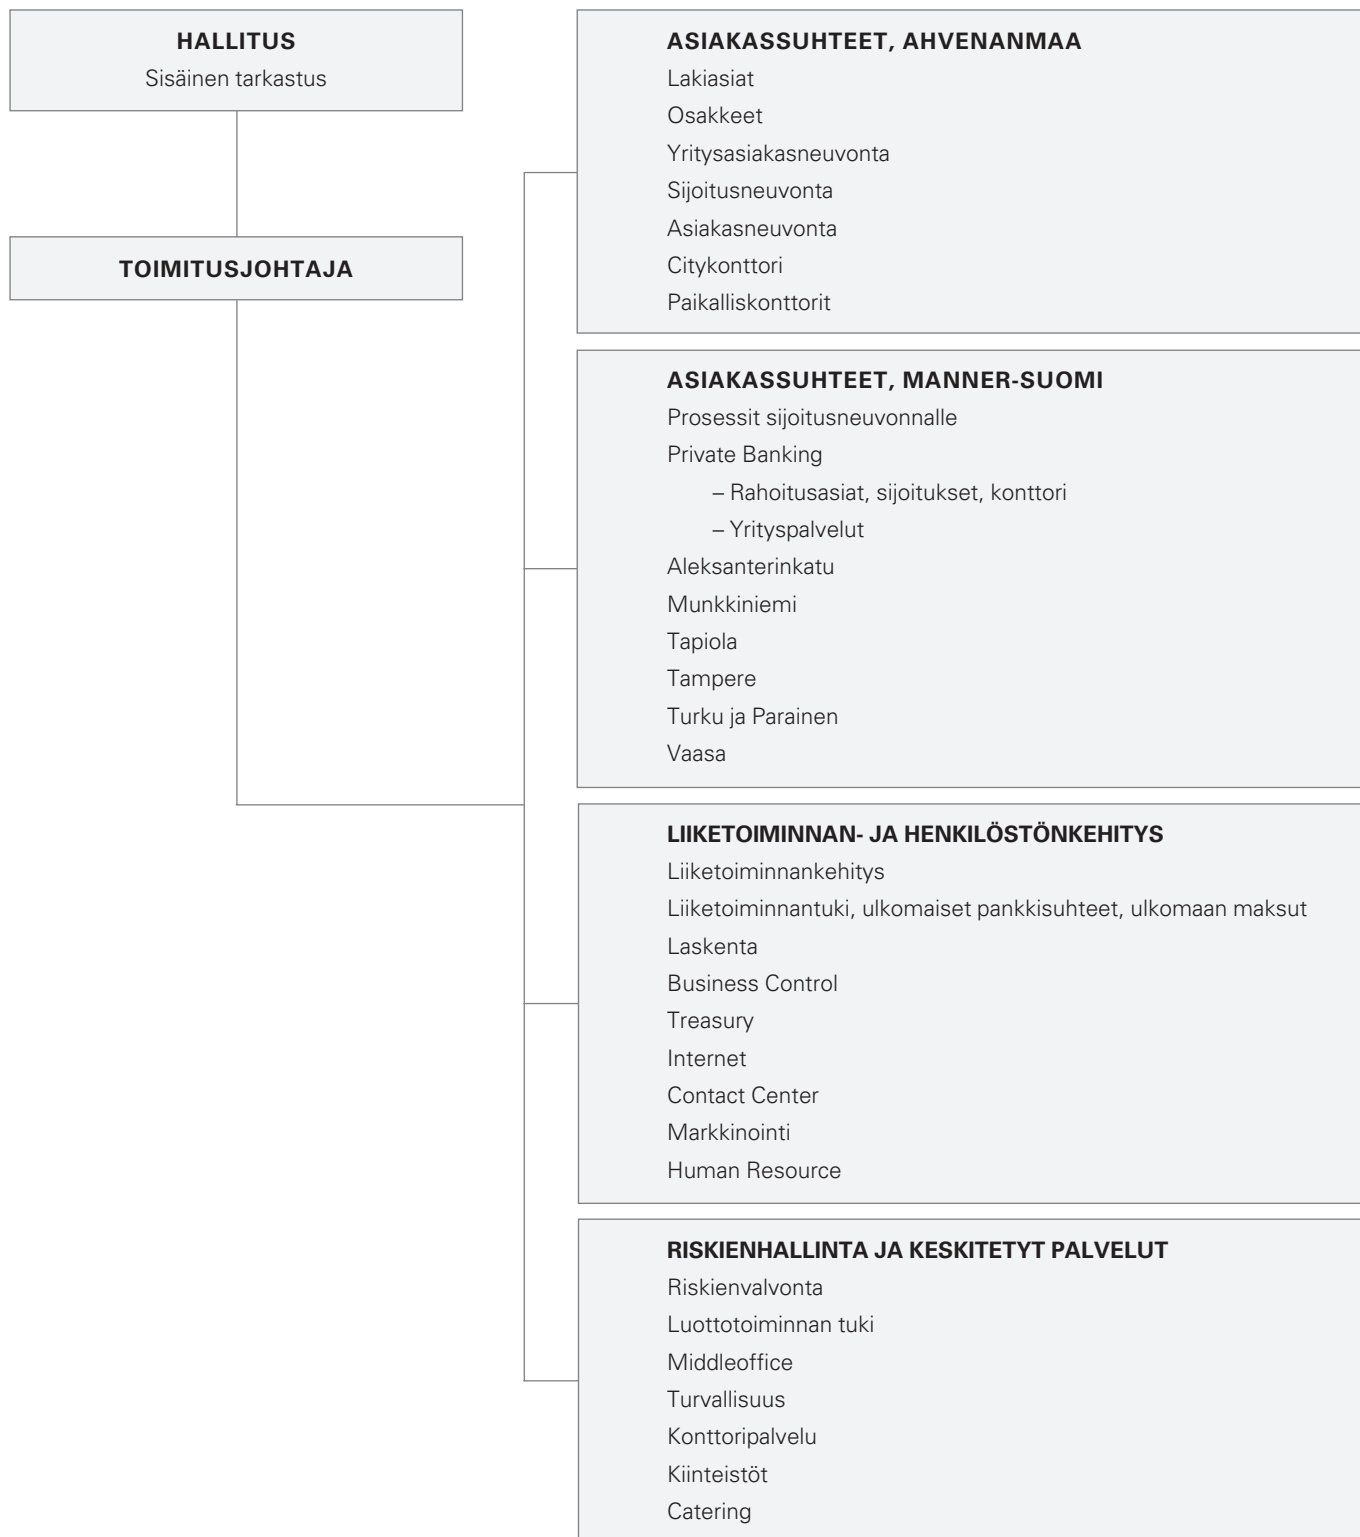 HALLITUS
Sisäinen tarkastus
TOIMITUSJOHTAJA
ASIAKASSUHTEET, AHVENANMAA
Lakiasiat
Osakkeet
Yritysasiakasneuvonta
Sijoitusneuvonta
Asiakasneuvonta
Citykonttori
Paikalliskonttorit
ASIAKASSUHTEET, MANNER-SUOMI
Prosessit sijoitusneuvonnalle
Private Banking
– Rahoitusasiat, sijoitukset, konttori
– Yrityspalvelut
Aleksanterinkatu
Munkkiniemi
Tapiola
Tampere
Turku ja Parainen
Vaasa
LIIKETOIMINNAN- JA HENKILÖSTÖNKEHITYS
Liiketoiminnankehitys
Liiketoiminnantuki, ulkomaiset pankkisuhteet, ulkomaan maksut
Laskenta
Business Control
Treasury
Internet
Contact Center
Markkinointi
Human Resource
RISKIENHALLINTA JA KESKITETYT PALVELUT
Riskienvalvonta
Luottotoiminnan tuki
Middleoffice
Turvallisuus
Konttoripalvelu
Kiinteistöt
Catering